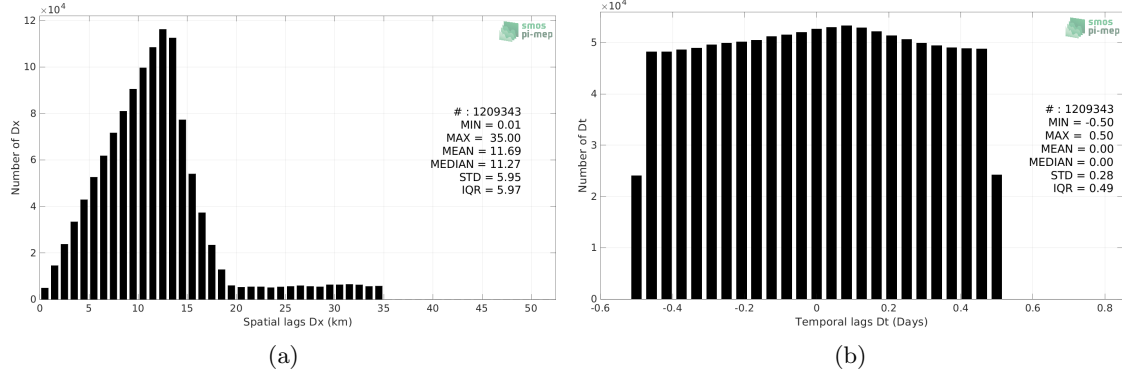 ×10⁴
12
10
8
6
4
2
0
Number of Dx
smos
pi-mep
# : 1209343
MIN = 0.01
MAX = 35.00
MEAN = 11.69
MEDIAN = 11.27
STD = 5.95
IQR = 5.97
0 5 10 15 20 25 30 35 40 45 50
Spatial lags Dx (km)
(a)
×10⁴
5
4
3
2
1
0
Number of Dt
smos
pi-mep
# : 1209343
MIN = -0.50
MAX = 0.50
MEAN = 0.00
MEDIAN = 0.00
STD = 0.28
IQR = 0.49
-0.6 -0.4 -0.2 0 0.2 0.4 0.6 0.8
Temporal lags Dt (Days)
(b)